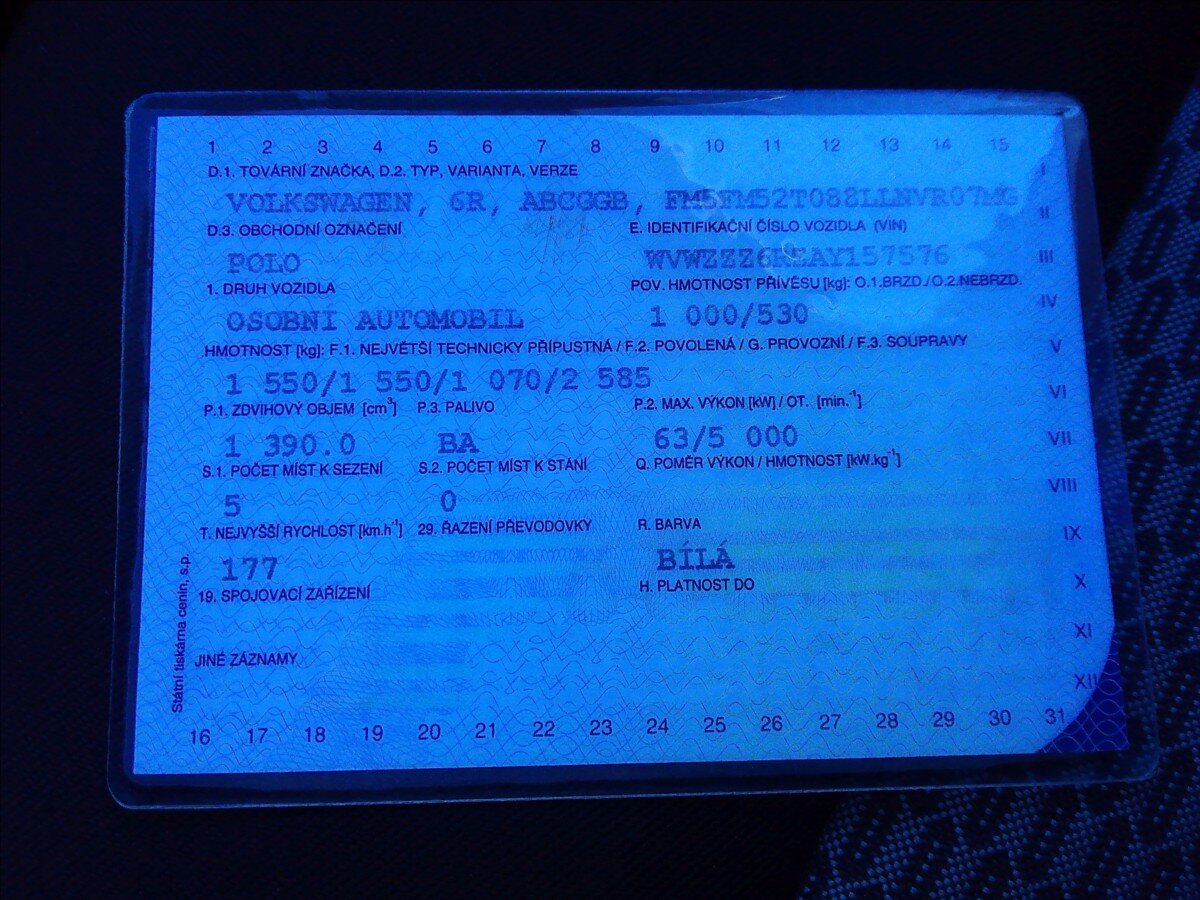 1 2 3 4 5 6 7 8 9 10 11 12 13 14 15
D.1. TOVÁRNÍ ZNAČKA, D.2. TYP, VARIANTA, VERZE
I
VOLKSWAGEN, 6R, ABCGGB, FM5FM52T088LLNVR07MG
II
D.3. OBCHODNÍ OZNAČENÍ E. IDENTIFIKAČNÍ ČÍSLO VOZIDLA (VIN)
POLO WVWZZZ6RZAY157576
III
1. DRUH VOZIDLA POV. HMOTNOST PŘÍVĚSU [kg]: O.1.BRZD./O.2.NEBRZD.
IV
OSOBNÍ AUTOMOBIL 1 000/530
HMOTNOST [kg]: F.1. NEJVĚTŠÍ TECHNICKY PŘÍPUSTNÁ / F.2. POVOLENÁ / G. PROVOZNÍ / F.3. SOUPRAVY
V
1 550/1 550/1 070/2 585
VI
P.1. ZDVIHOVÝ OBJEM [cm³] P.3. PALIVO P.2. MAX. VÝKON [kW] / OT. [min.⁻¹]
1 390.0 BA 63/5 000
VII
S.1. POČET MÍST K SEZENÍ S.2. POČET MÍST K STÁNÍ Q. POMĚR VÝKON / HMOTNOST [kW.kg⁻¹]
VIII
5 0
T. NEJVYŠŠÍ RYCHLOST [km.h⁻¹] 29. ŘAZENÍ PŘEVODOVKY R. BARVA
IX
177 BÍLÁ
X
19. SPOJOVACÍ ZAŘÍZENÍ H. PLATNOST DO
XI
JINÉ ZÁZNAMY
XII
Státní tiskárna cenin, s.p.
16 17 18 19 20 21 22 23 24 25 26 27 28 29 30 31